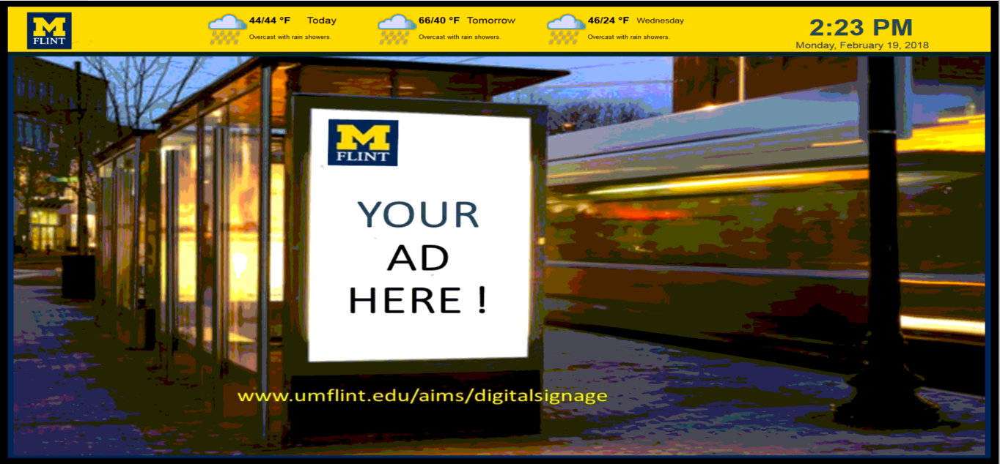 M
FLINT
44/44 °F Today
Overcast with rain showers.
66/40 °F Tomorrow
Overcast with rain showers.
46/24 °F Wednesday
Overcast with rain showers.
2:23 PM
Monday, February 19, 2018
M
FLINT
YOUR
AD
HERE !
www.umflint.edu/aims/digitalsignage